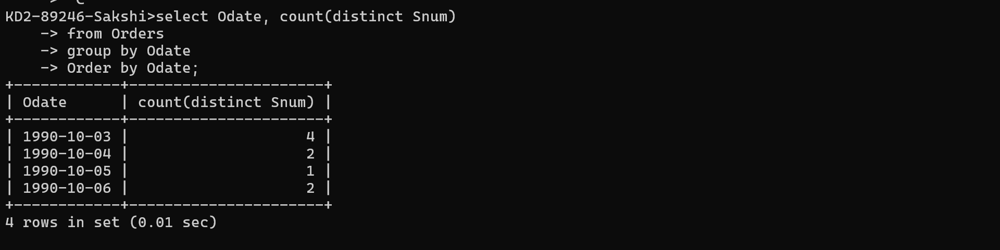 KD2-89246-Sakshi>select Odate, count(distinct Snum)
    -> from Orders
    -> group by Odate
    -> Order by Odate;
+------------+----------------------+
| Odate      | count(distinct Snum) |
+------------+----------------------+
| 1990-10-03 |                    4 |
| 1990-10-04 |                    2 |
| 1990-10-05 |                    1 |
| 1990-10-06 |                    2 |
+------------+----------------------+
4 rows in set (0.01 sec)